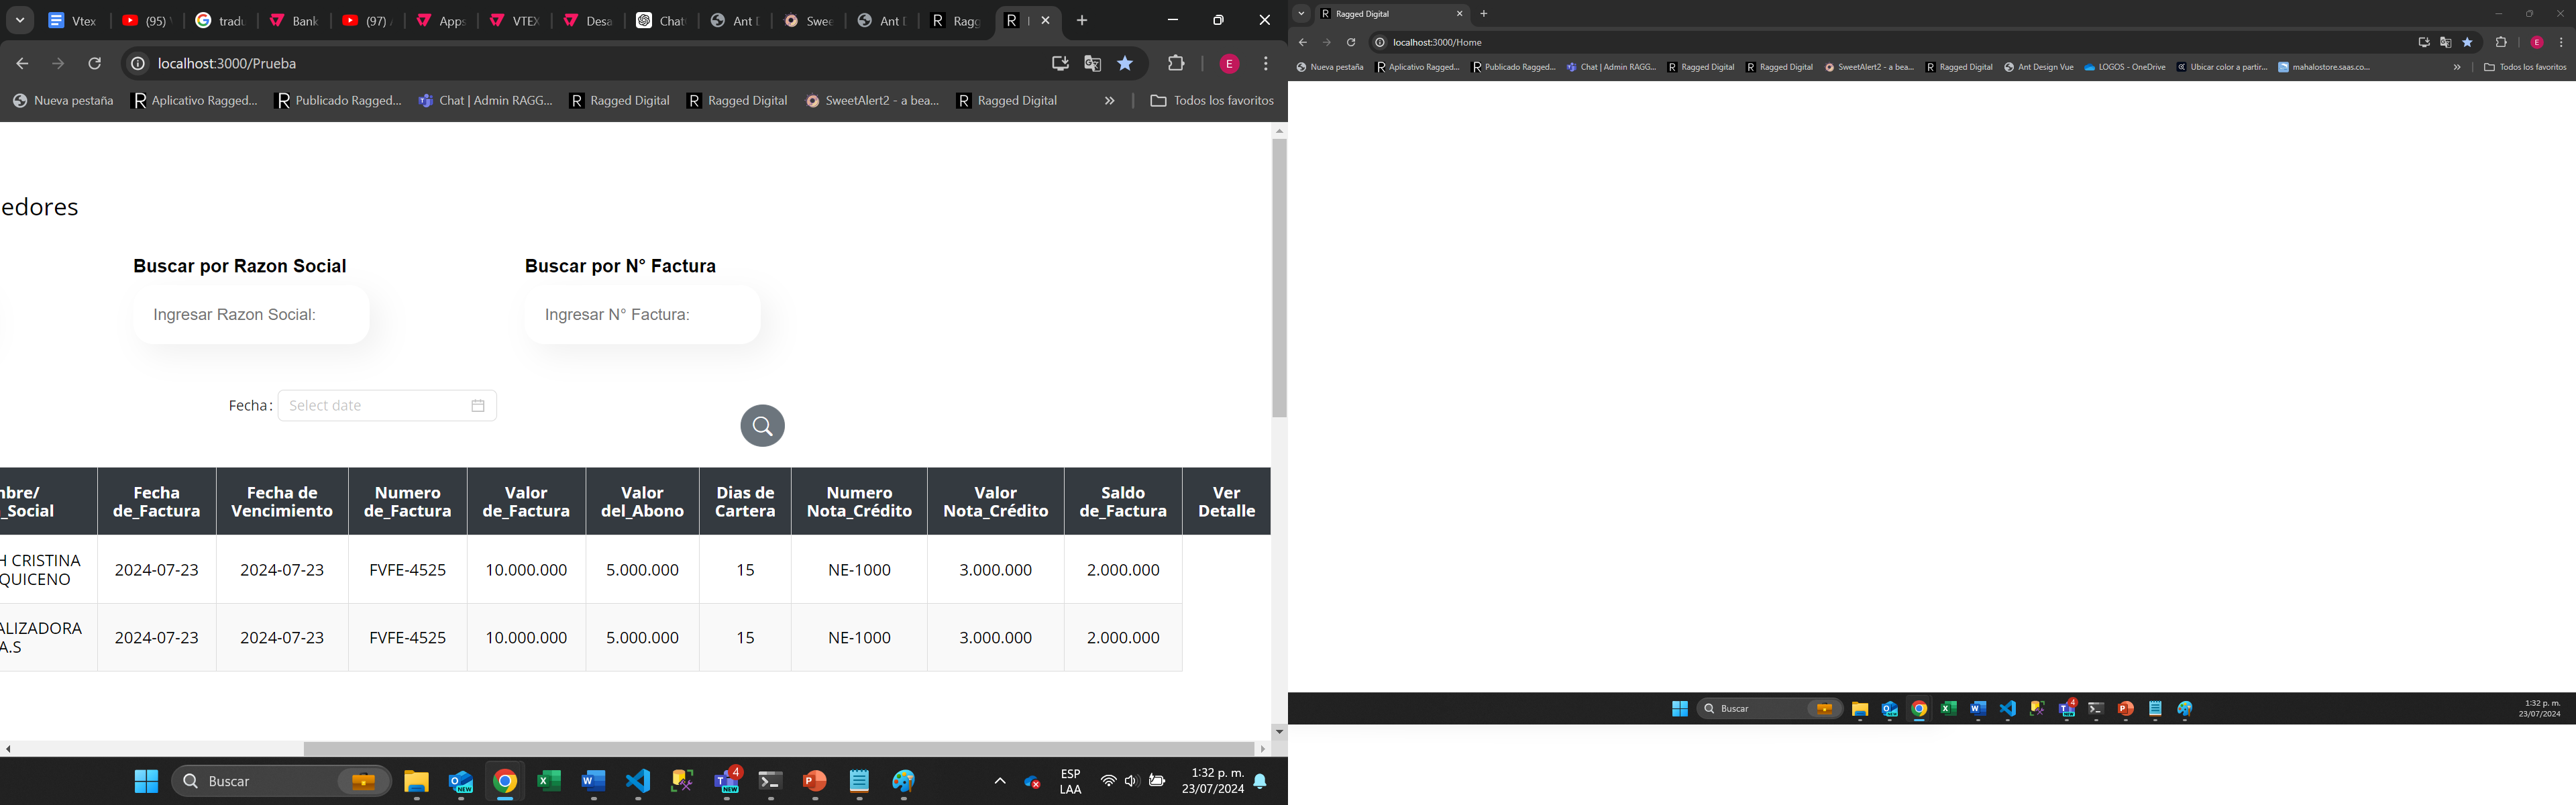 Vtex
(95)
tradu
Bank
(97)
Apps
VTEX
Desa
Chat
Ant D
Swee
Ant D
Ragg
localhost:3000/Prueba
E
Nueva pestaña
Aplicativo Ragged...
Publicado Ragged...
Chat | Admin RAGG...
Ragged Digital
Ragged Digital
SweetAlert2 - a bea...
Ragged Digital
Todos los favoritos
edores
Buscar por Razon Social
Buscar por N° Factura
Ingresar Razon Social:
Ingresar N° Factura:
Fecha:
Select date
bre/
_Social
Fecha
de_Factura
Fecha de
Vencimiento
Numero
de_Factura
Valor
de_Factura
Valor
del_Abono
Dias de
Cartera
Numero
Nota_Crédito
Valor
Nota_Crédito
Saldo
de_Factura
Ver
Detalle
H CRISTINA
QUICENO
2024-07-23
2024-07-23
FVFE-4525
10.000.000
5.000.000
15
NE-1000
3.000.000
2.000.000
ALIZADORA
A.S
2024-07-23
2024-07-23
FVFE-4525
10.000.000
5.000.000
15
NE-1000
3.000.000
2.000.000
Buscar
NEW
4
NEW
ESP
LAA
1:32 p. m.
23/07/2024
Ragged Digital
localhost:3000/Home
E
Nueva pestaña
Aplicativo Ragged...
Publicado Ragged...
Chat | Admin RAGG...
Ragged Digital
Ragged Digital
SweetAlert2 - a bea...
Ragged Digital
Ant Design Vue
LOGOS - OneDrive
Ubicar color a partir...
mahalostore.saas.co...
Todos los favoritos
Buscar
4
1:32 p. m.
23/07/2024